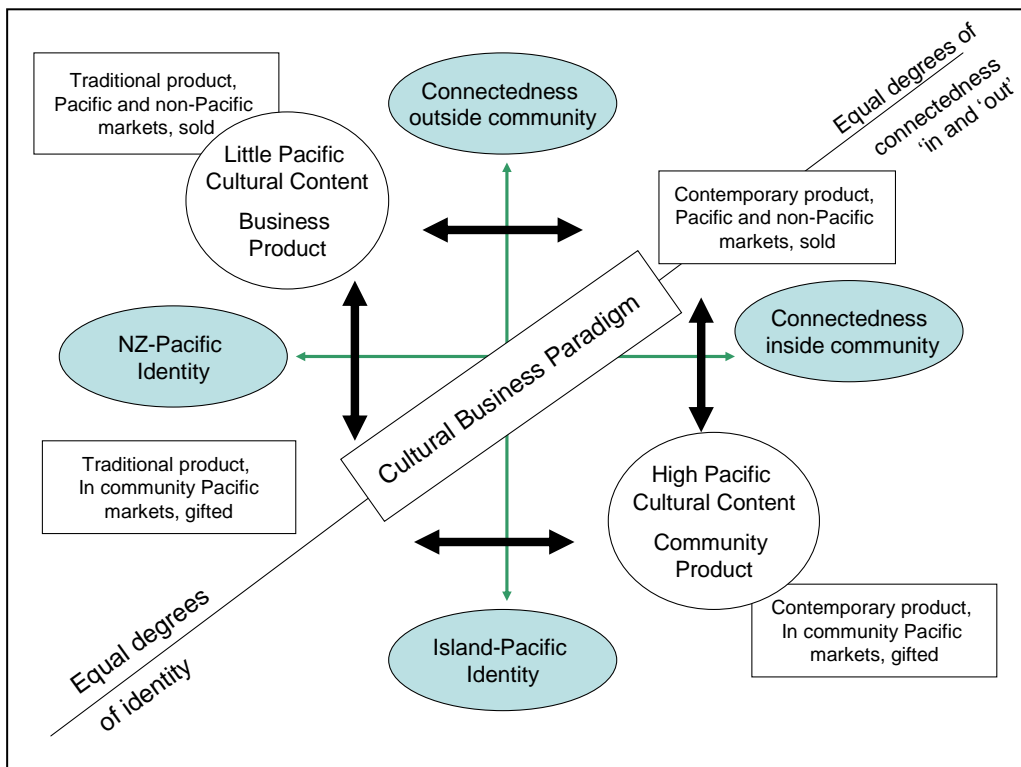 Traditional product,
Pacific and non-Pacific
markets, sold
Connectedness
outside community
Equal degrees of
connectedness
‘in and ‘out’
Little Pacific
Cultural Content
Business
Product
Contemporary product,
Pacific and non-Pacific
markets, sold
NZ-Pacific
Identity
Cultural Business Paradigm
Connectedness
inside community
Traditional product,
In community Pacific
markets, gifted
High Pacific
Cultural Content
Community
Product
Equal degrees
of identity
Island-Pacific
Identity
Contemporary product,
In community Pacific
markets, gifted